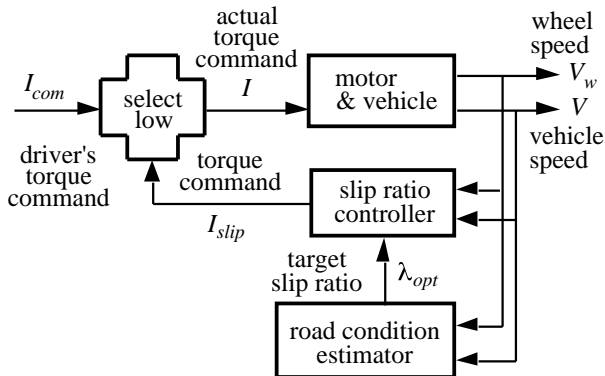 actual
torque
command
I
wheel
speed
V_w
V
vehicle
speed
I_com
driver's
torque
command
select
low
motor
& vehicle
torque
command
I_slip
slip ratio
controller
target
slip ratio
λ_opt
road condition
estimator